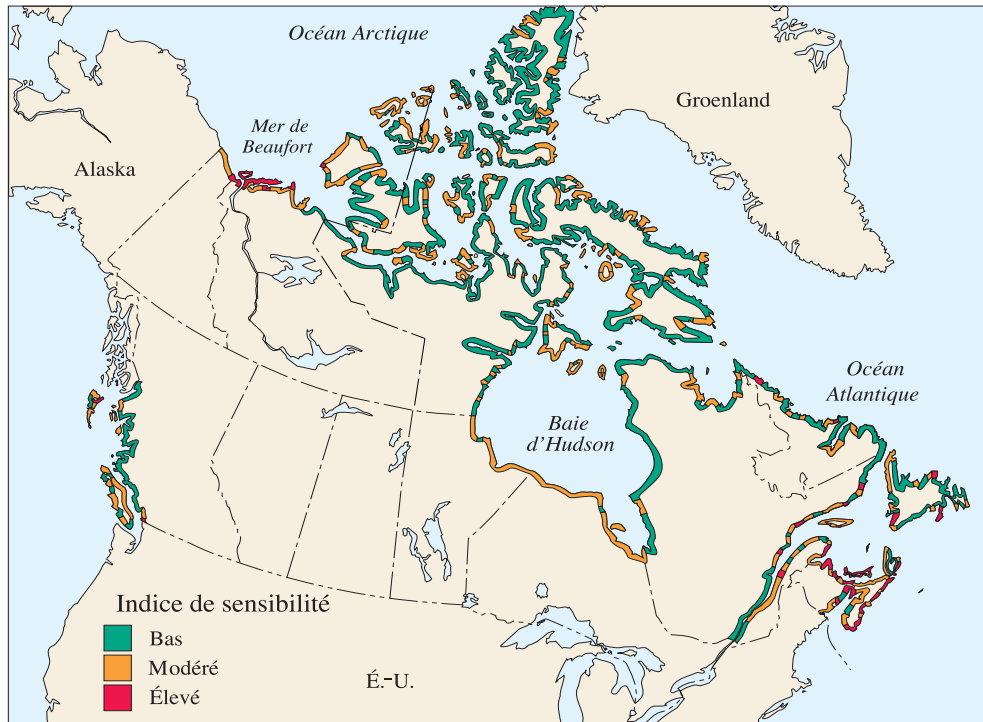 Océan Arctique
Groenland
Mer de
Beaufort
Alaska
Océan
Atlantique
Baie
d'Hudson
Indice de sensibilité
Bas
Modéré
Élevé
É.-U.